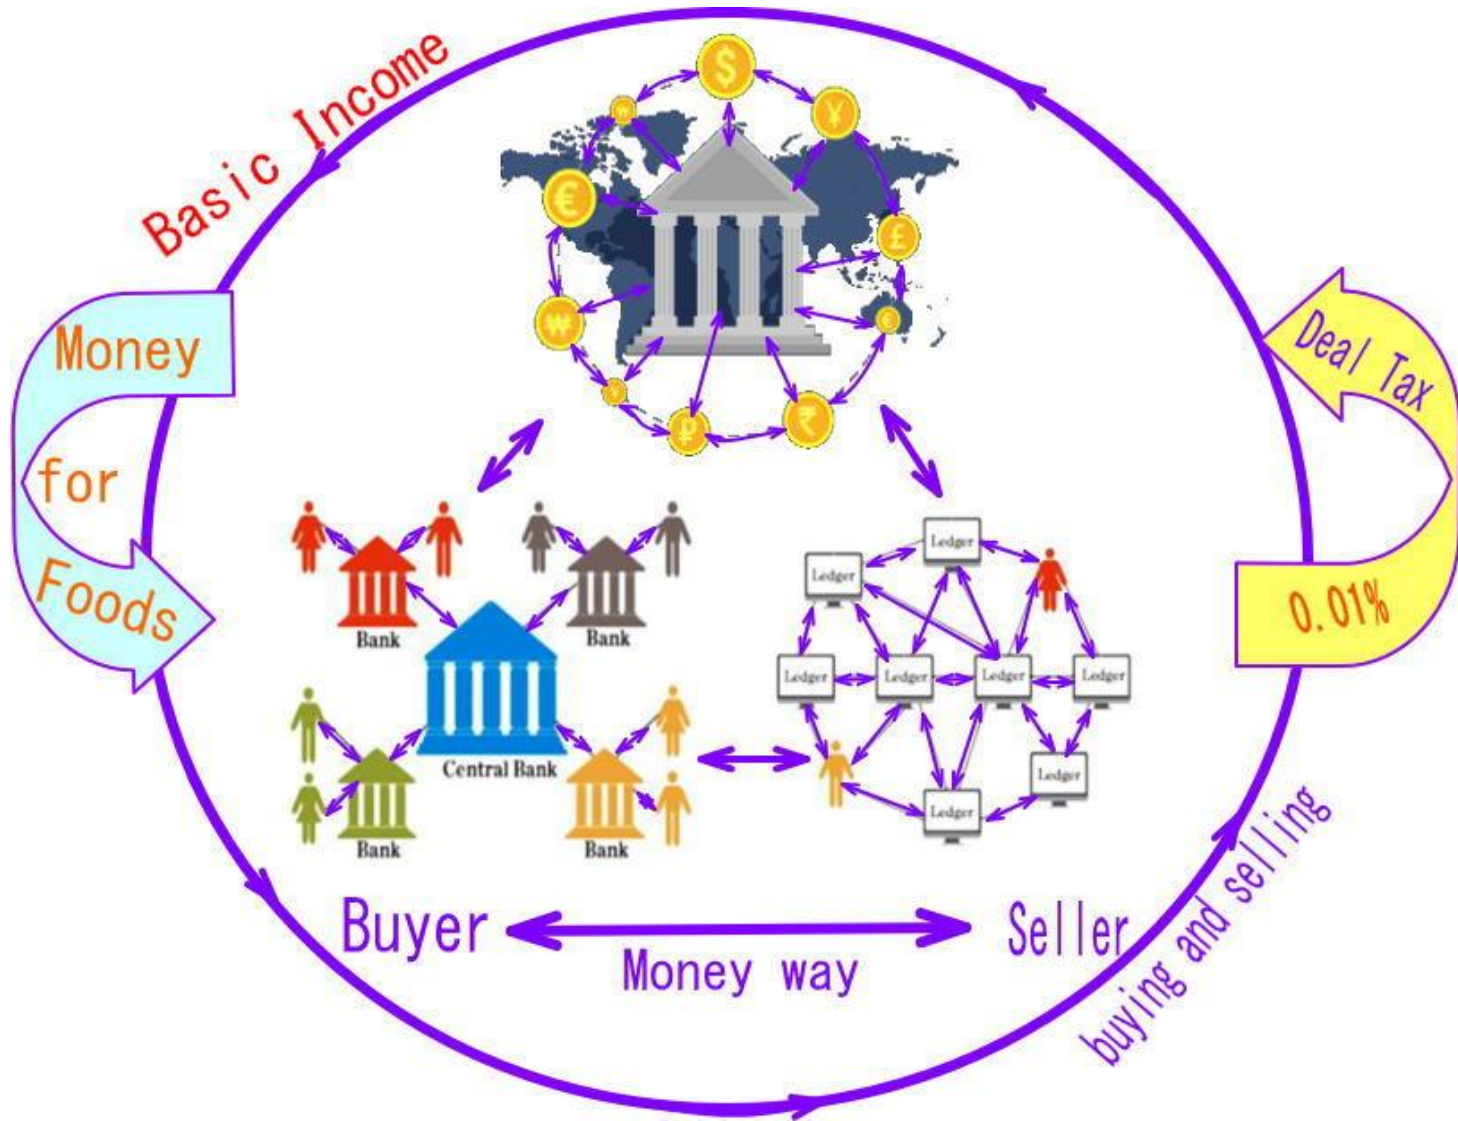 Basic Income
Money
for
Foods
Deal Tax
0.01%
$
¥
₩
€
£
₩
€
₽
₹
Bank
Bank
Central Bank
Bank
Bank
Ledger
Ledger
Ledger
Ledger
Ledger
Ledger
Ledger
Ledger
Buyer
Seller
Money way
buying and selling